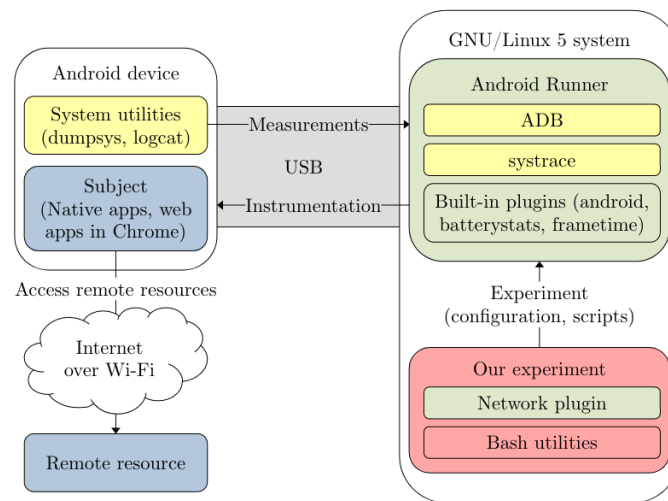 Android device
System utilities
(dumpsys, logcat)
Subject
(Native apps, web
apps in Chrome)
Access remote resources
Internet
over Wi-Fi
Remote resource
Measurements
USB
Instrumentation
GNU/Linux 5 system
Android Runner
ADB
systrace
Built-in plugins (android,
batterystats, frametime)
Experiment
(configuration, scripts)
Our experiment
Network plugin
Bash utilities